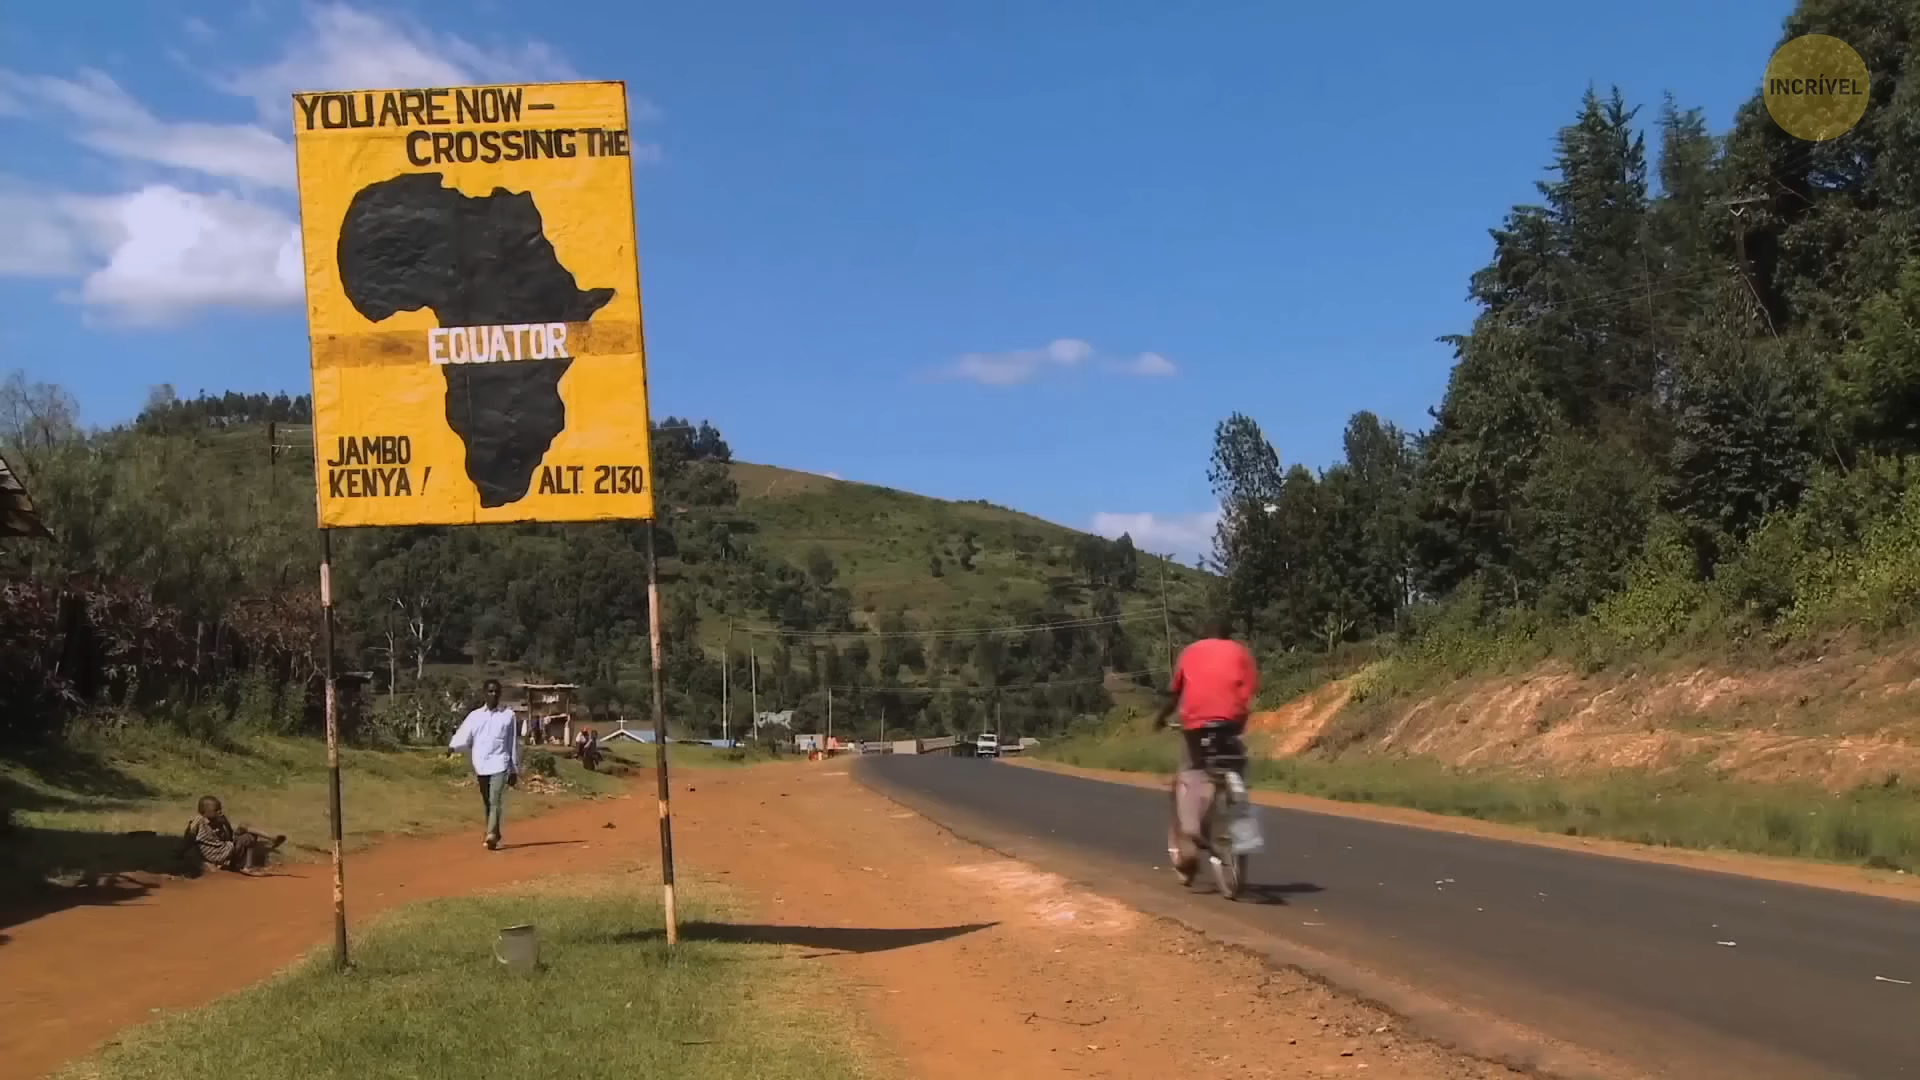 YOU ARE NOW –
CROSSING THE
EQUATOR
JAMBO
KENYA!
ALT. 2130
INCRÍVEL